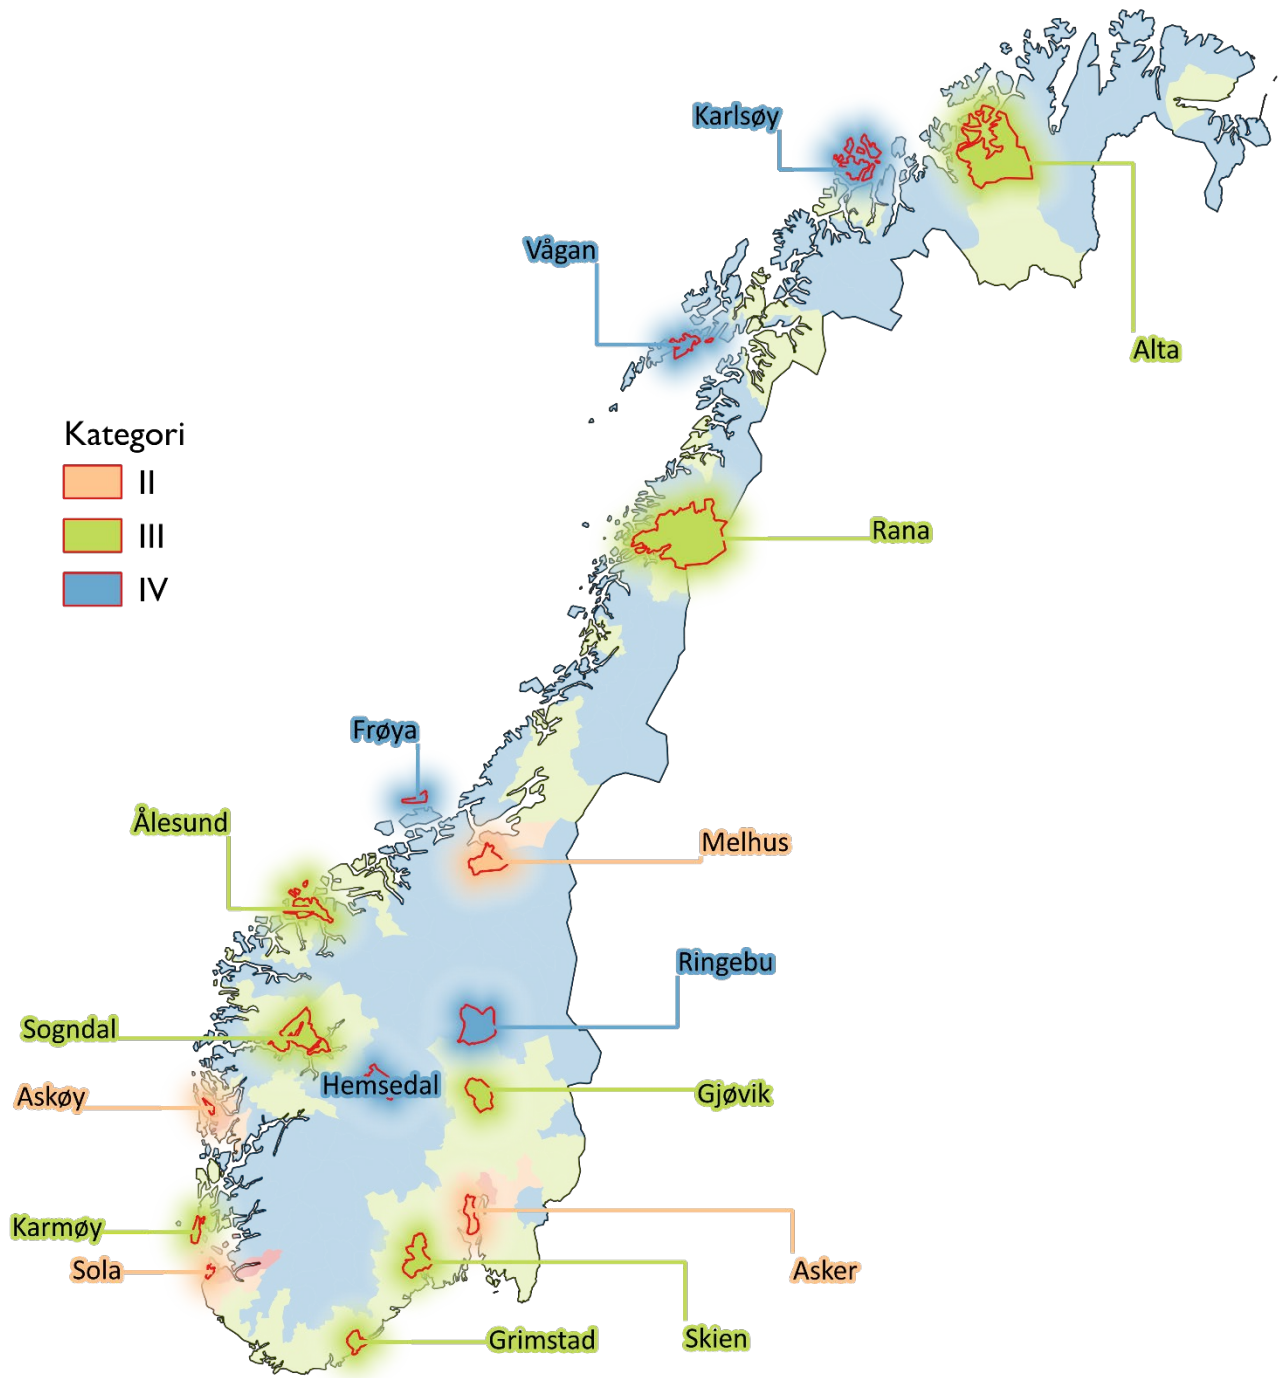 Karlsøy
Vågan
Alta
Kategori
II
III
IV
Rana
Frøya
Ålesund
Melhus
Ringebu
Sogndal
Hemsedal
Askøy
Gjøvik
Karmøy
Sola
Asker
Grimstad
Skien